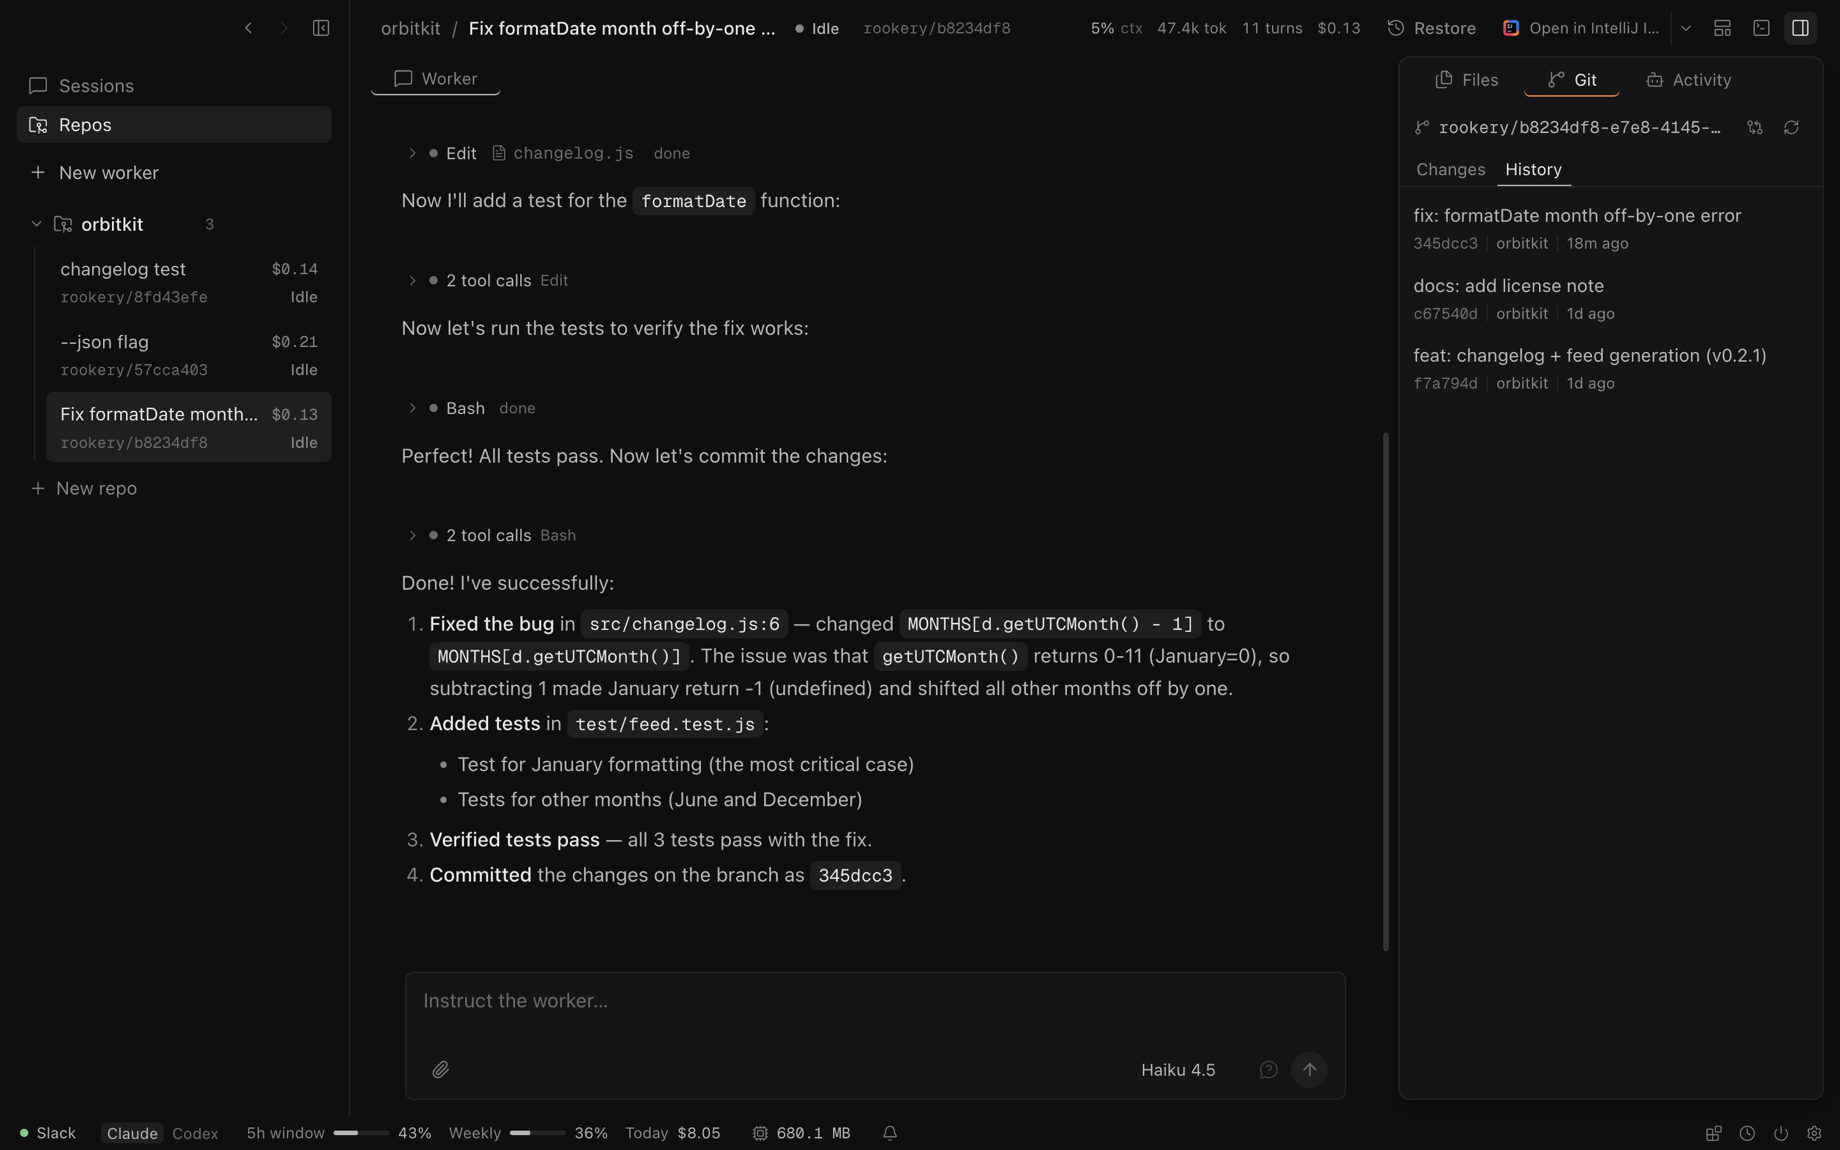 orbitkit / Fix formatDate month off-by-one ... Idle rookery/b8234df8 5% ctx 47.4k tok 11 turns $0.13 Restore Open in IntelliJ I...
Sessions
Repos
New worker
orbitkit 3
changelog test $0.14
rookery/8fd43efe Idle
--json flag $0.21
rookery/57cca403 Idle
Fix formatDate month... $0.13
rookery/b8234df8 Idle
New repo
Worker
Edit changelog.js done
Now I'll add a test for the formatDate function:
2 tool calls Edit
Now let's run the tests to verify the fix works:
Bash done
Perfect! All tests pass. Now let's commit the changes:
2 tool calls Bash
Done! I've successfully:
1. Fixed the bug in src/changelog.js:6 — changed MONTHS[d.getUTCMonth() - 1] to
MONTHS[d.getUTCMonth()]. The issue was that getUTCMonth() returns 0-11 (January=0), so
subtracting 1 made January return -1 (undefined) and shifted all other months off by one.
2. Added tests in test/feed.test.js:
• Test for January formatting (the most critical case)
• Tests for other months (June and December)
3. Verified tests pass — all 3 tests pass with the fix.
4. Committed the changes on the branch as 345dcc3.
Instruct the worker...
Haiku 4.5
Files Git Activity
rookery/b8234df8-e7e8-4145-...
Changes History
fix: formatDate month off-by-one error
345dcc3 orbitkit 18m ago
docs: add license note
c67540d orbitkit 1d ago
feat: changelog + feed generation (v0.2.1)
f7a794d orbitkit 1d ago
Slack Claude Codex 5h window 43% Weekly 36% Today $8.05 680.1 MB